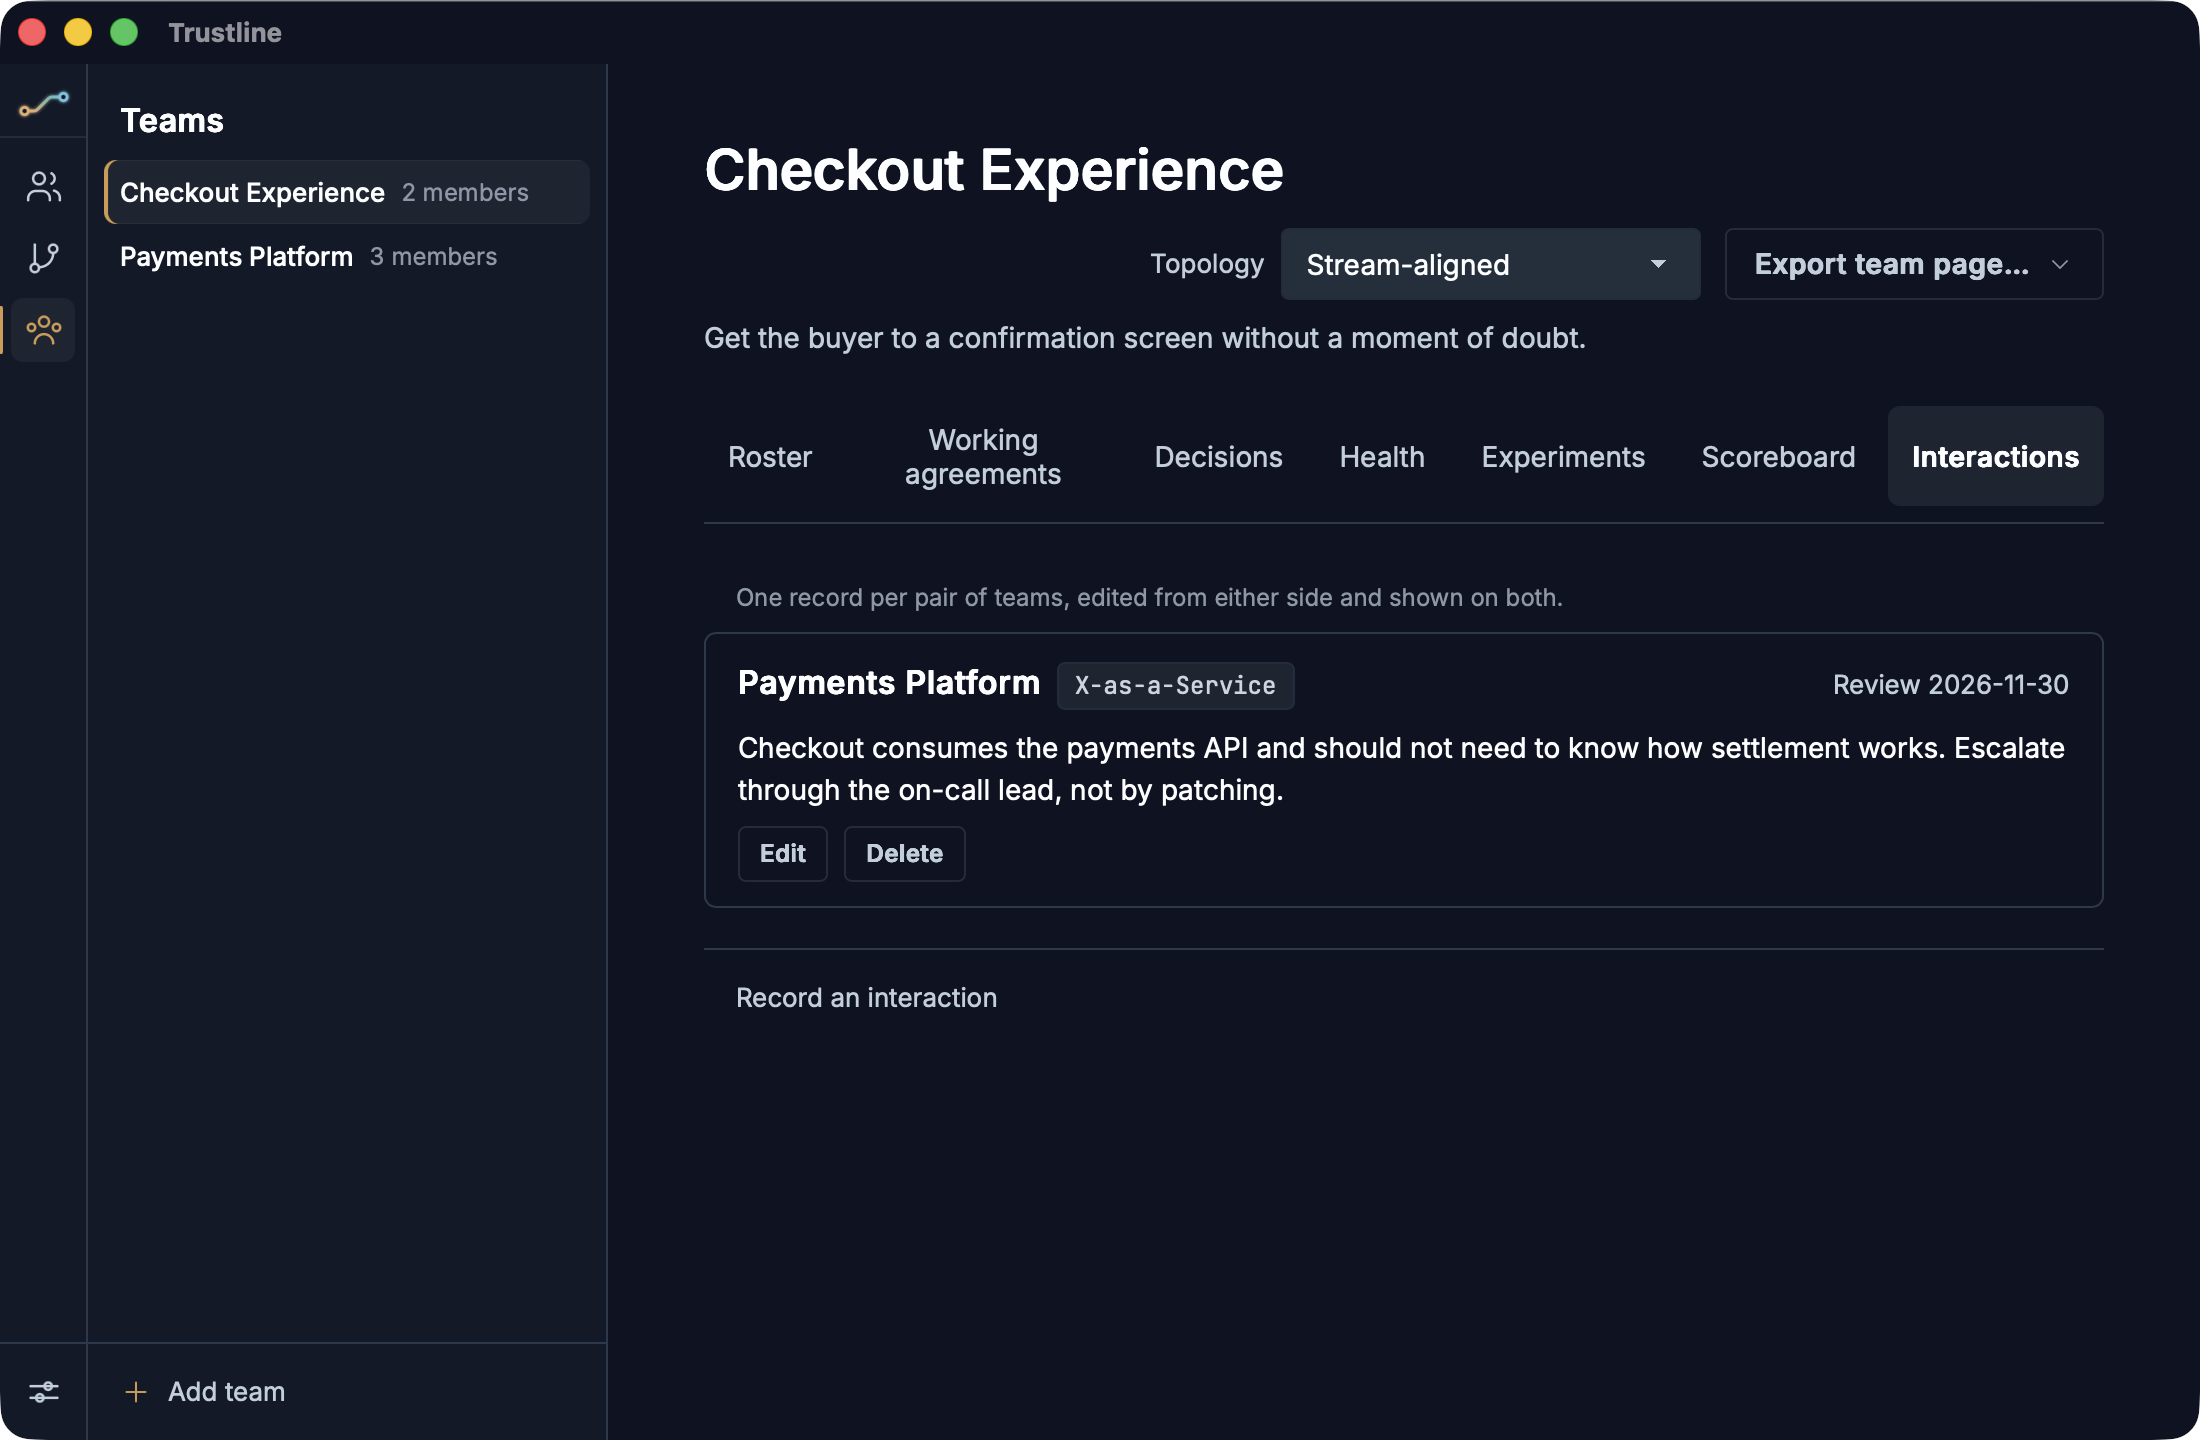 Trustline
Teams
Checkout Experience 2 members
Payments Platform 3 members
Add team
Checkout Experience
Topology Stream-aligned Export team page...
Get the buyer to a confirmation screen without a moment of doubt.
Roster Working agreements Decisions Health Experiments Scoreboard Interactions
One record per pair of teams, edited from either side and shown on both.
Payments Platform X-as-a-Service Review 2026-11-30
Checkout consumes the payments API and should not need to know how settlement works. Escalate
through the on-call lead, not by patching.
Edit Delete
Record an interaction